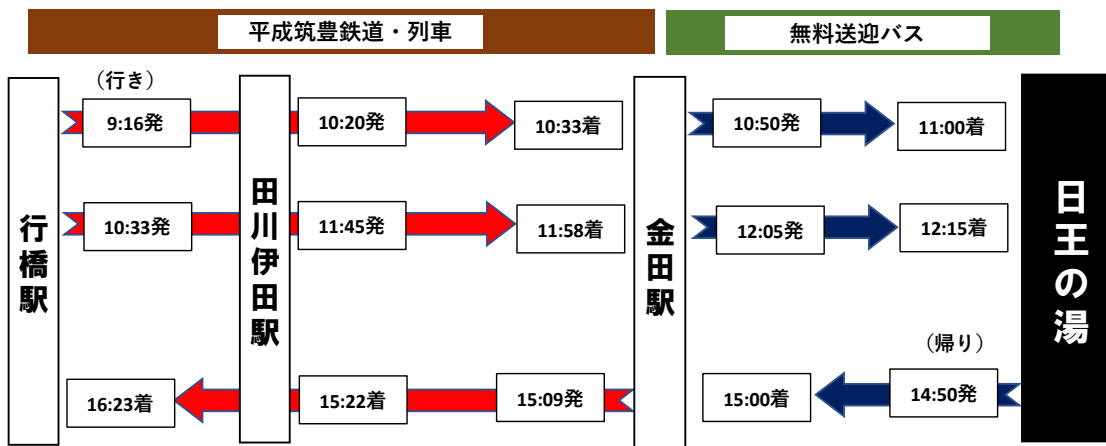 平成筑豊鉄道・列車
無料送迎バス
(行き)
行橋駅
9:16発
田川伊田駅
10:20発
10:33着
金田駅
10:50発
11:00着
日王の湯
10:33発
11:45発
11:58着
12:05発
12:15着
(帰り)
16:23着
15:22着
15:09発
15:00着
14:50発